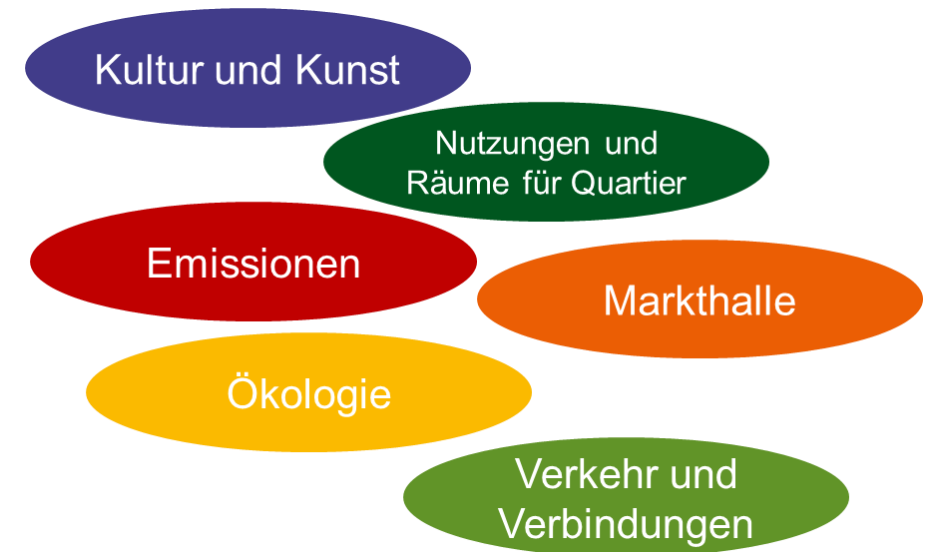 Kultur und Kunst
Nutzungen und
Räume für Quartier
Emissionen
Markthalle
Ökologie
Verkehr und
Verbindungen